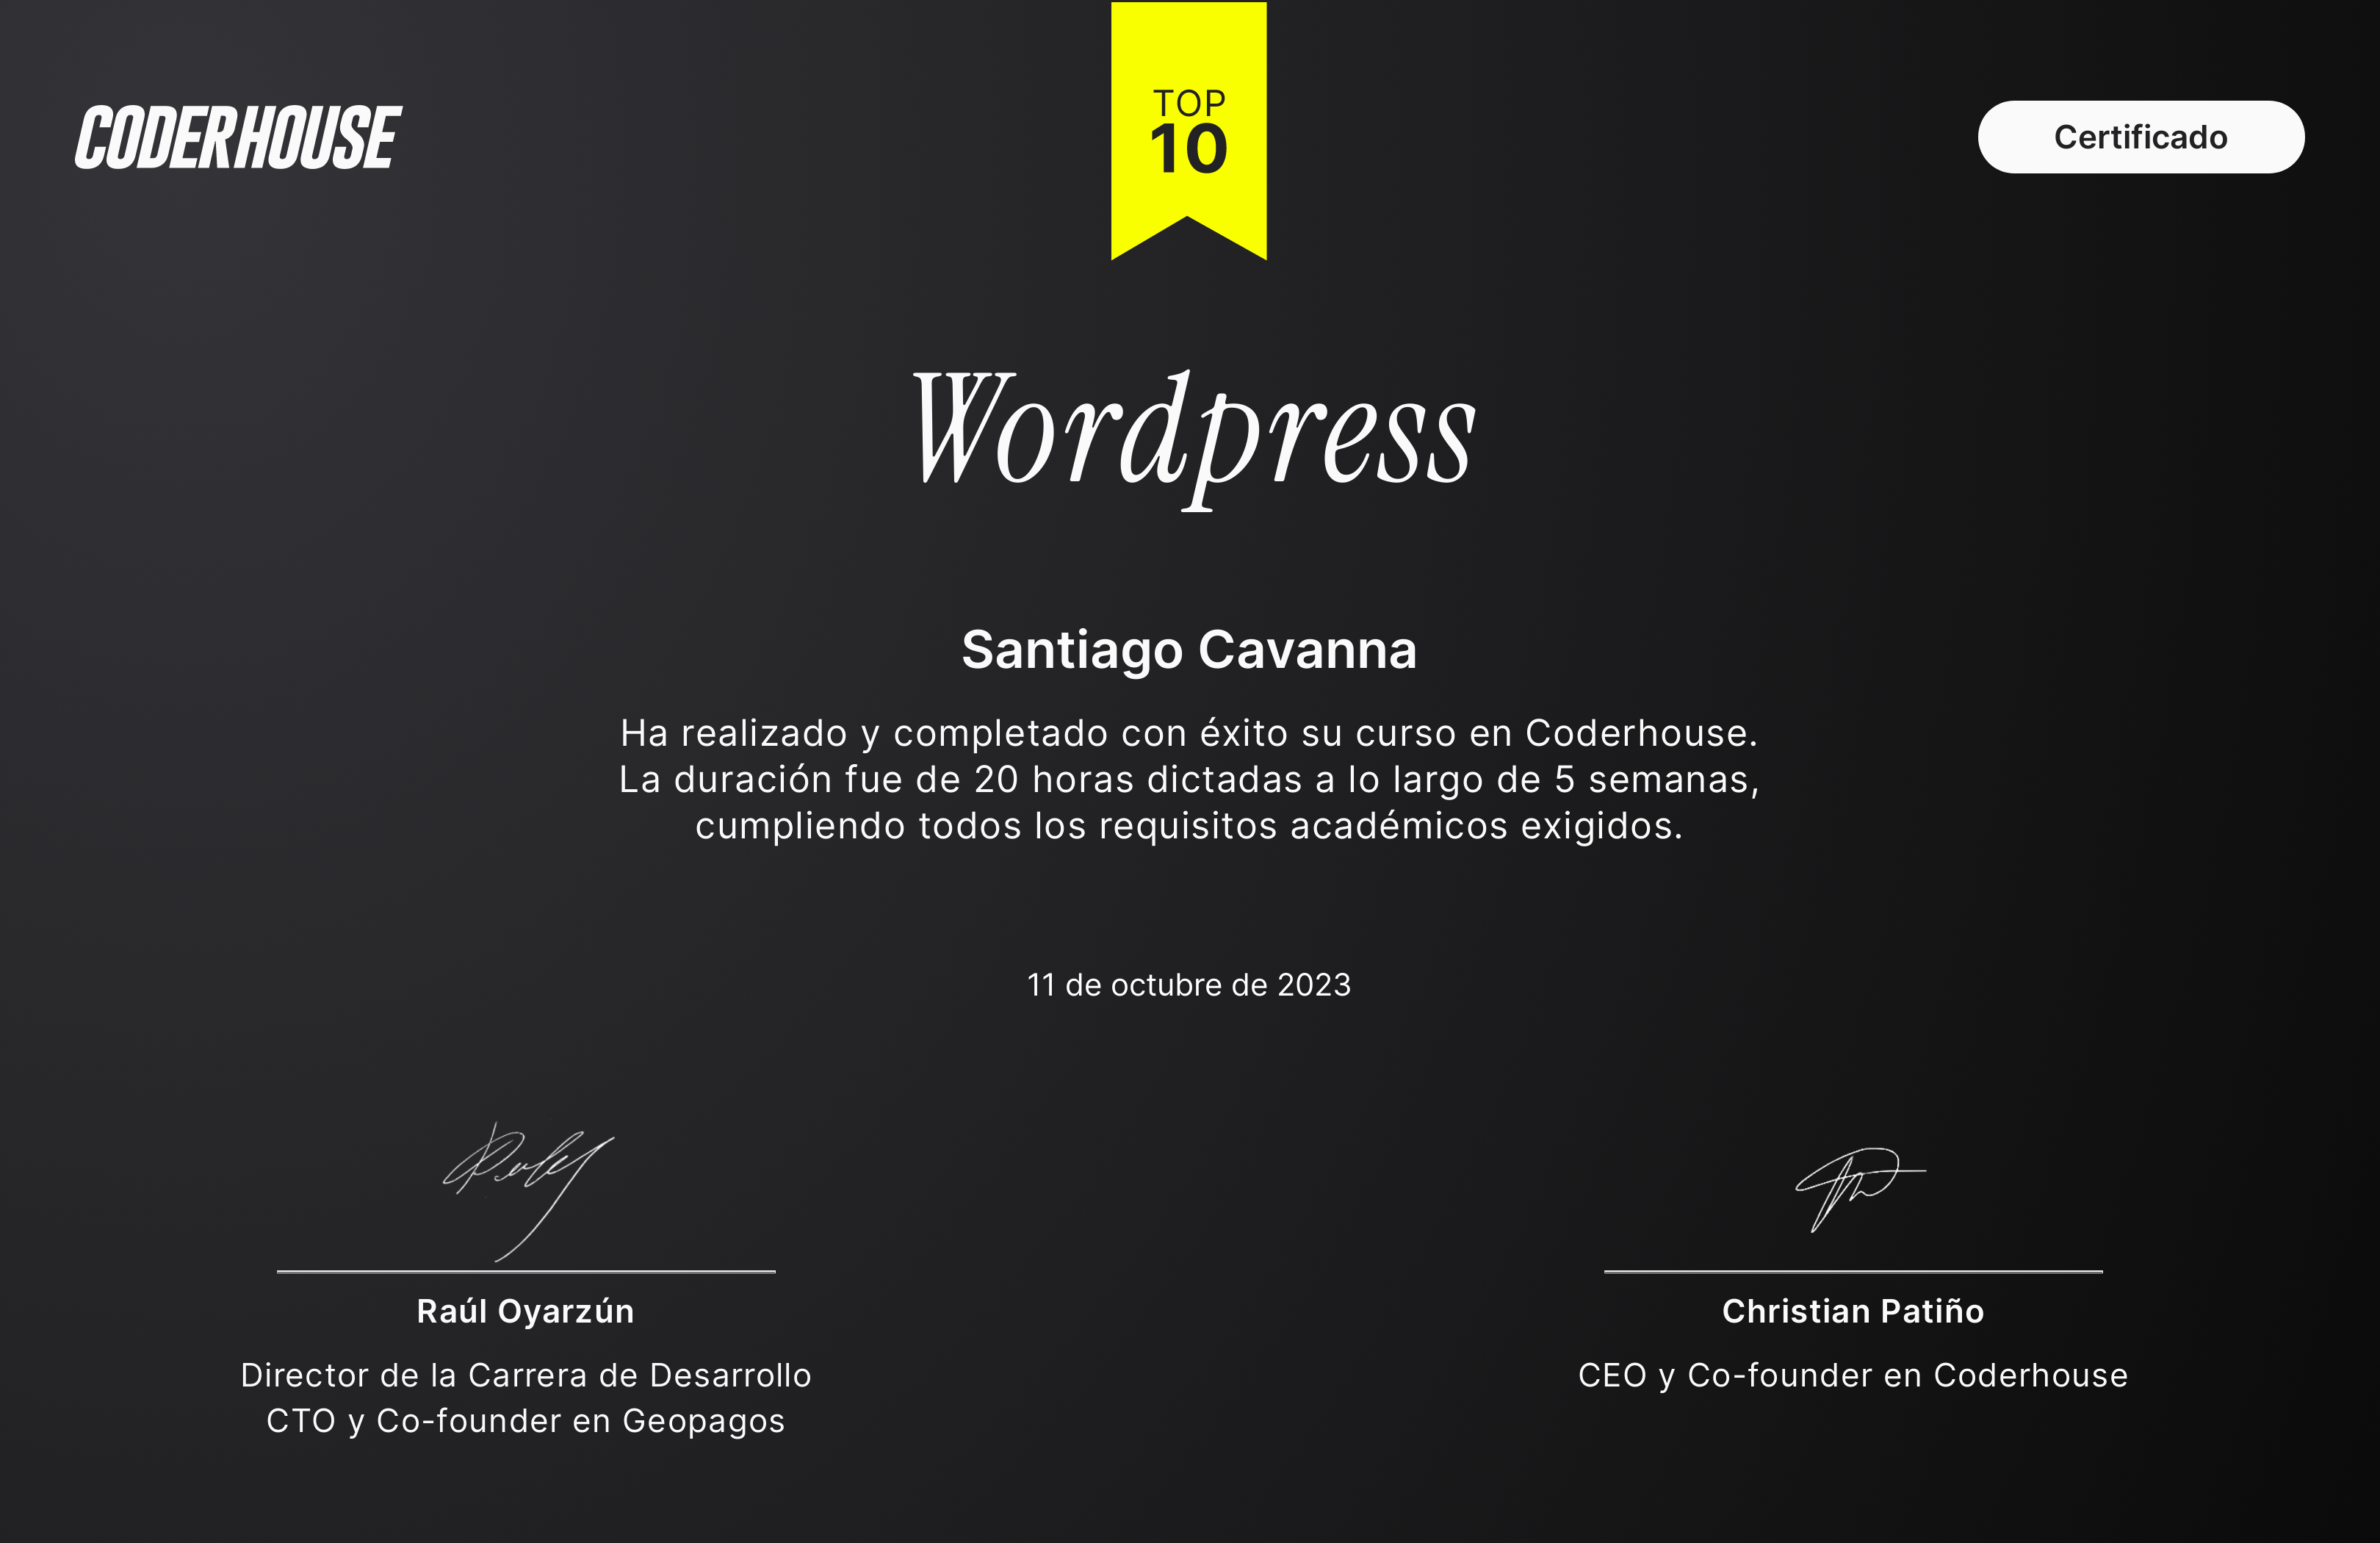 CODERHOUSE
TOP
10
Certificado
Wordpress
Santiago Cavanna
Ha realizado y completado con éxito su curso en Coderhouse.
La duración fue de 20 horas dictadas a lo largo de 5 semanas,
cumpliendo todos los requisitos académicos exigidos.
11 de octubre de 2023
Raúl Oyarzún
Director de la Carrera de Desarrollo
CTO y Co-founder en Geopagos
Christian Patiño
CEO y Co-founder en Coderhouse